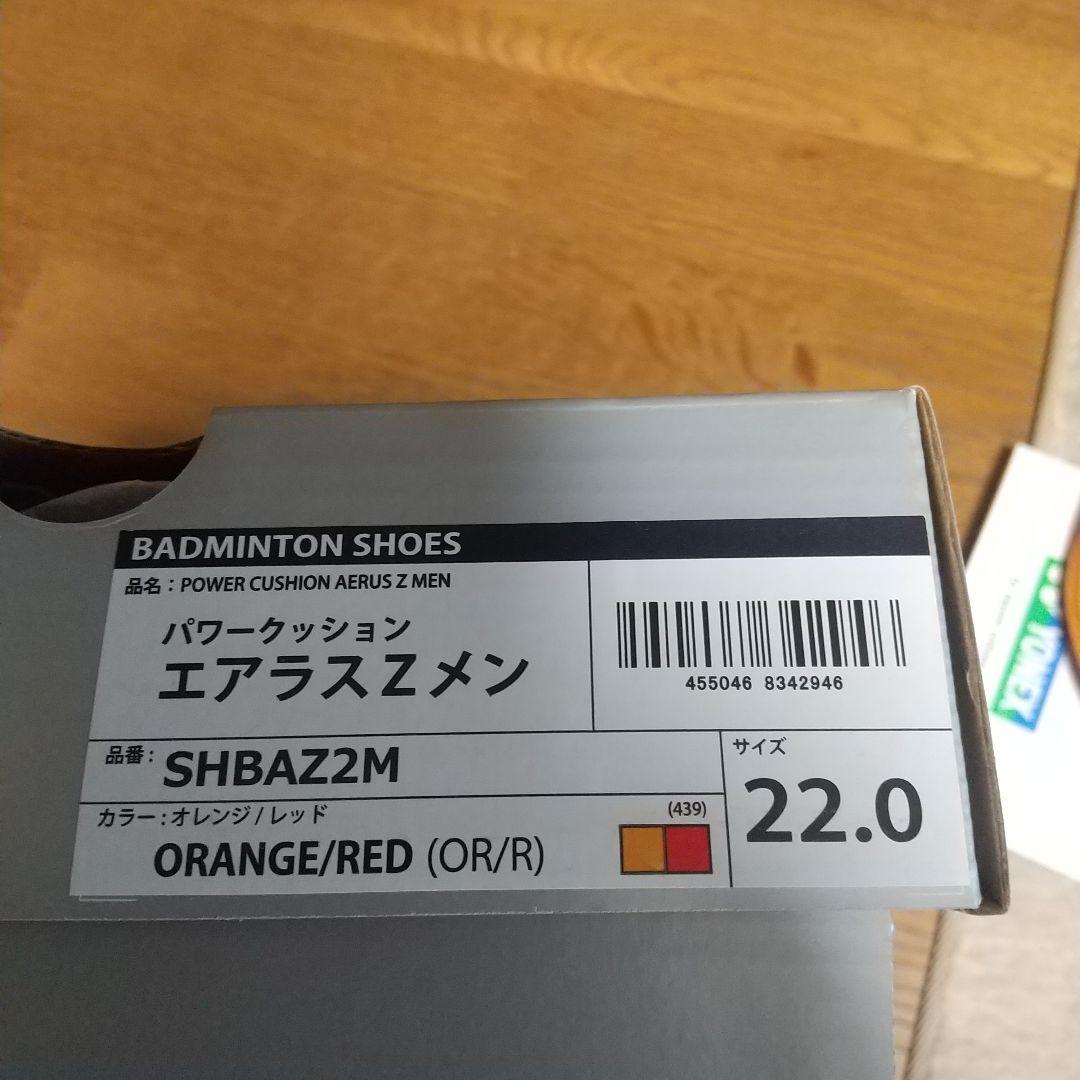 BADMINTON SHOES
品名：POWER CUSHION AERUS Z MEN
パワークッション
エアラスZメン
455046 8342946
品番：
SHBAZ2M
サイズ
22.0
カラー：オレンジ/レッド
(439)
ORANGE/RED (OR/R)
YONEX